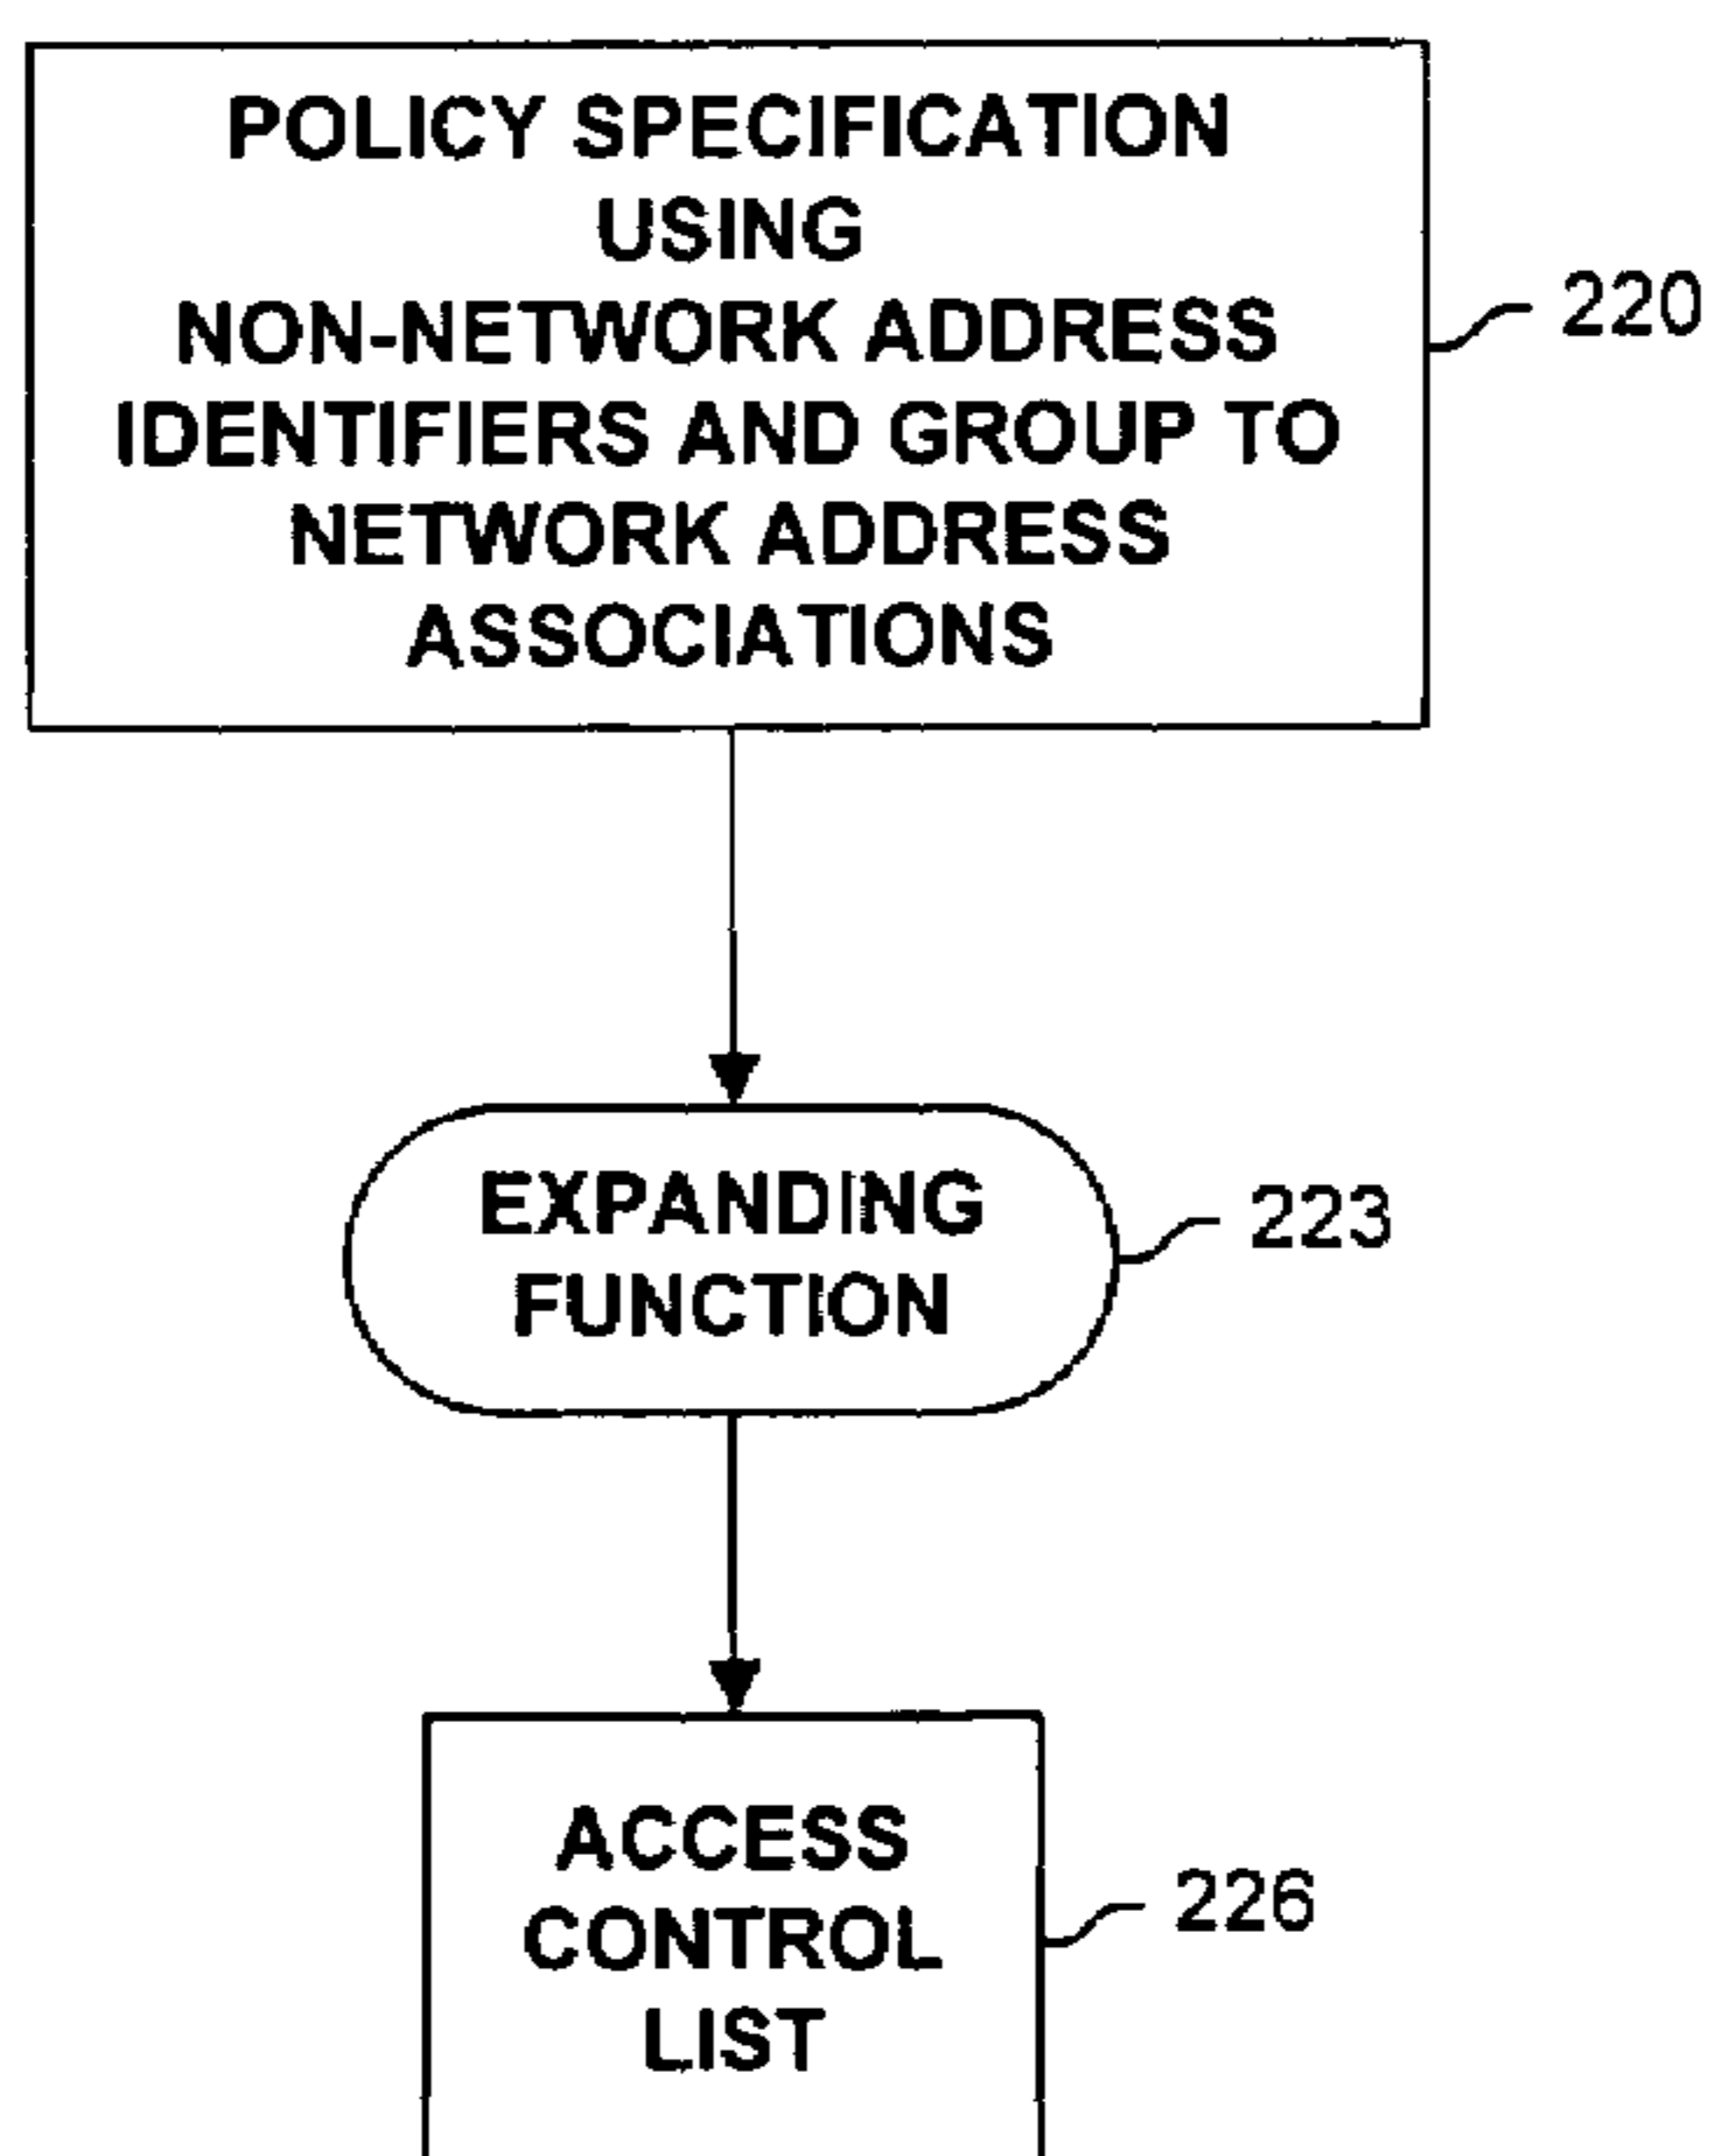 POLICY SPECIFICATION
USING
NON-NETWORK ADDRESS
IDENTIFIERS AND GROUP TO
NETWORK ADDRESS
ASSOCIATIONS
220
EXPANDING
FUNCTION
223
ACCESS
CONTROL
LIST
226